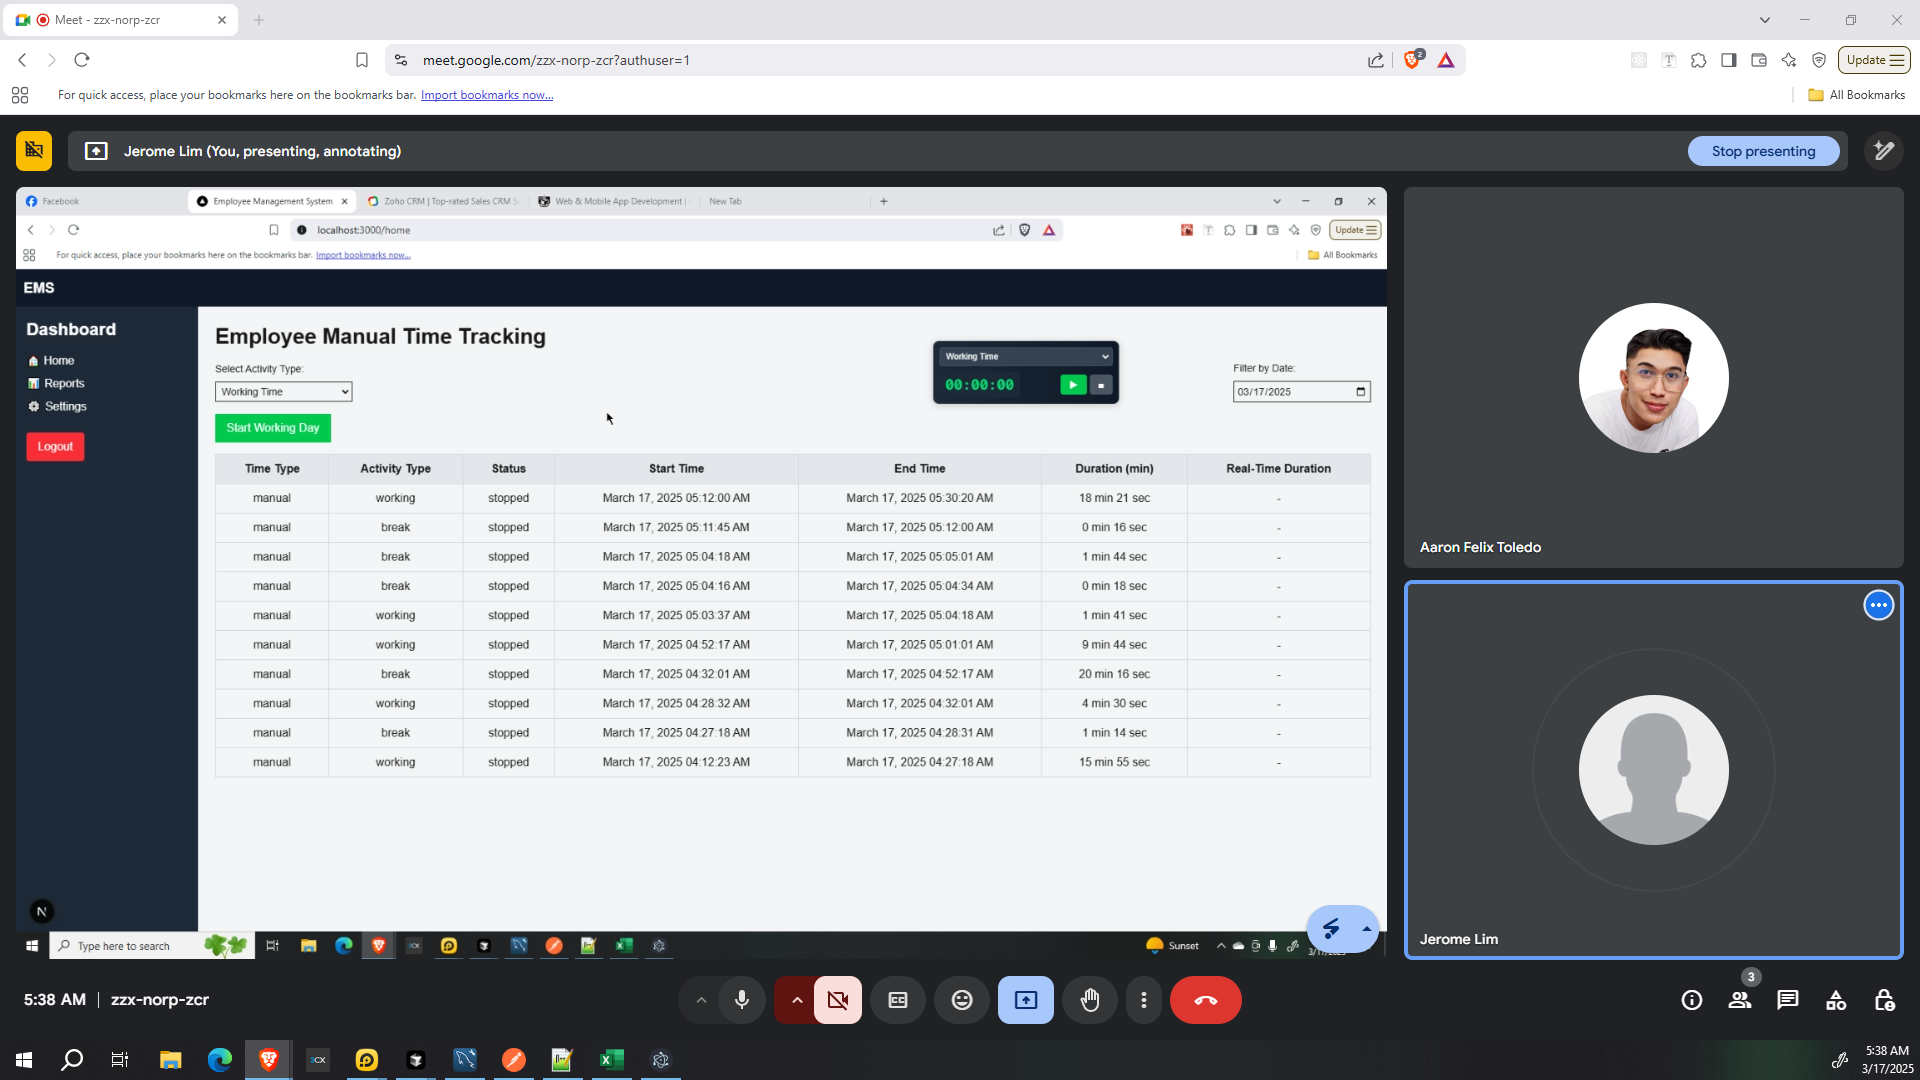 Meet - zzx-norp-zcr
meet.google.com/zzx-norp-zcr?authuser=1
2
Update
For quick access, place your bookmarks here on the bookmarks bar. Import bookmarks now...
All Bookmarks
Jerome Lim (You, presenting, annotating)
Stop presenting
Facebook
Employee Management System
Zoho CRM | Top-rated Sales CRM S
Web & Mobile App Development |
New Tab
localhost:3000/home
Update
For quick access, place your bookmarks here on the bookmarks bar. Import bookmarks now...
All Bookmarks
EMS
Dashboard
Home
Reports
Settings
Logout
Employee Manual Time Tracking
Select Activity Type:
Working Time
Start Working Day
Working Time
00:00:00
Filter by Date:
03/17/2025
Time Type Activity Type Status Start Time End Time Duration (min) Real-Time Duration
manual working stopped March 17, 2025 05:12:00 AM March 17, 2025 05:30:20 AM 18 min 21 sec -
manual break stopped March 17, 2025 05:11:45 AM March 17, 2025 05:12:00 AM 0 min 16 sec -
manual break stopped March 17, 2025 05:04:18 AM March 17, 2025 05:05:01 AM 1 min 44 sec -
manual break stopped March 17, 2025 05:04:16 AM March 17, 2025 05:04:34 AM 0 min 18 sec -
manual working stopped March 17, 2025 05:03:37 AM March 17, 2025 05:04:18 AM 1 min 41 sec -
manual working stopped March 17, 2025 04:52:17 AM March 17, 2025 05:01:01 AM 9 min 44 sec -
manual break stopped March 17, 2025 04:32:01 AM March 17, 2025 04:52:17 AM 20 min 16 sec -
manual working stopped March 17, 2025 04:28:32 AM March 17, 2025 04:32:01 AM 4 min 30 sec -
manual break stopped March 17, 2025 04:27:18 AM March 17, 2025 04:28:31 AM 1 min 14 sec -
manual working stopped March 17, 2025 04:12:23 AM March 17, 2025 04:27:18 AM 15 min 55 sec -
N
Type here to search
Sunset
Aaron Felix Toledo
Jerome Lim
5:38 AM | zzx-norp-zcr
3
5:38 AM
3/17/2025